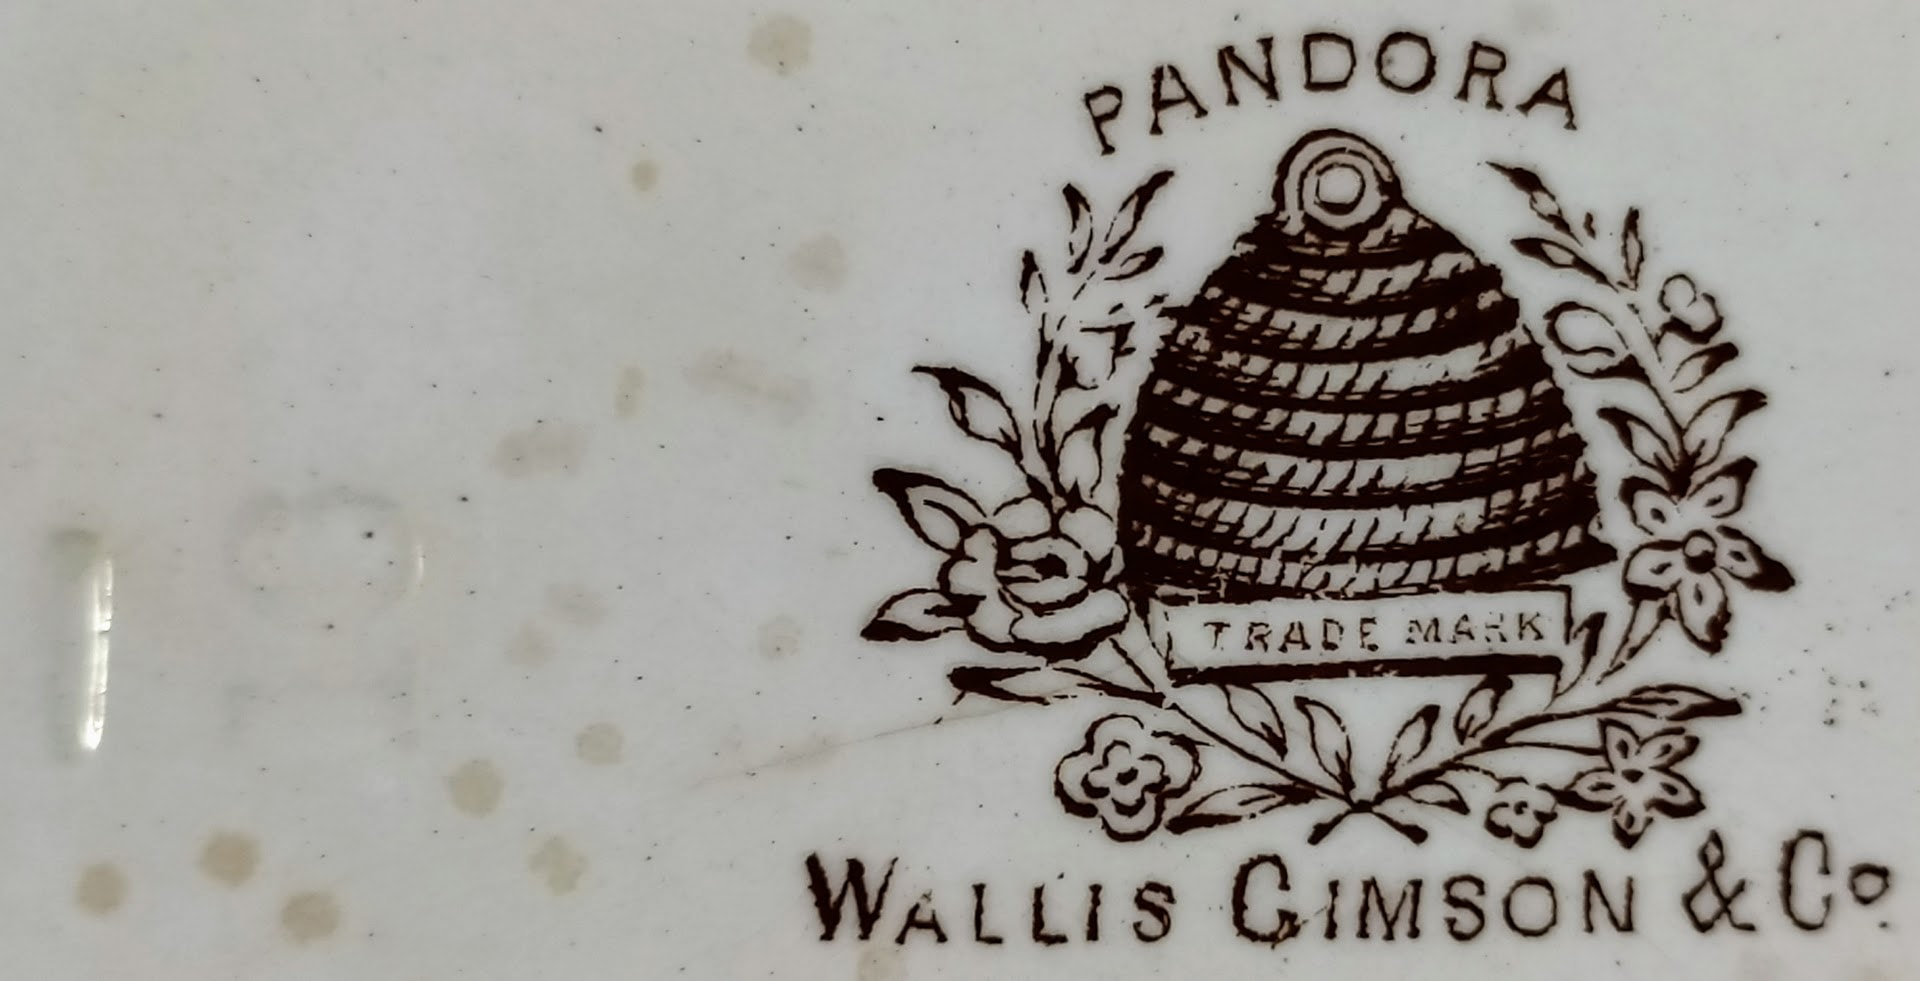 PANDORA
TRADE MARK
WALLIS GIMSON & Co